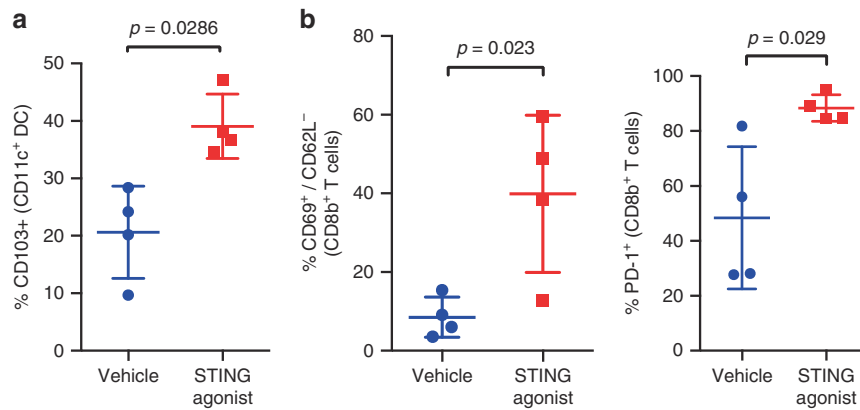 a
p = 0.0286
% CD103+ (CD11c⁺ DC)
50
40
30
20
10
0
Vehicle
STING
agonist
b
p = 0.023
% CD69⁺ / CD62L⁻
(CD8b⁺ T cells)
80
60
40
20
0
Vehicle
STING
agonist
p = 0.029
% PD-1⁺ (CD8b⁺ T cells)
100
80
60
40
20
0
Vehicle
STING
agonist